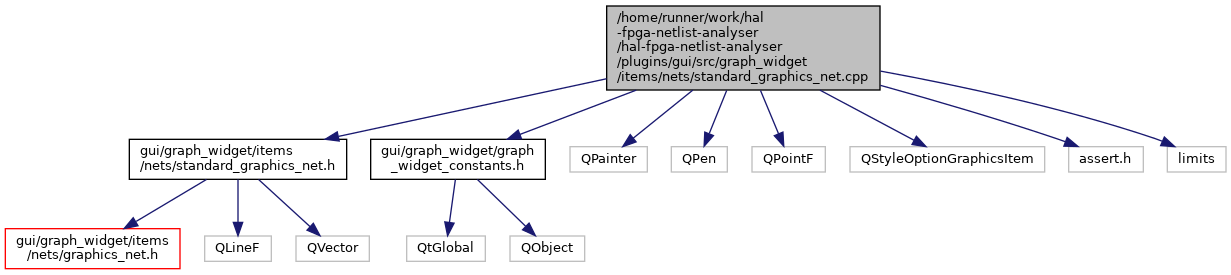 /home/runner/work/hal
-fpga-netlist-analyser
/hal-fpga-netlist-analyser
/plugins/gui/src/graph_widget
/items/nets/standard_graphics_net.cpp
gui/graph_widget/items
/nets/standard_graphics_net.h
gui/graph_widget/graph
_widget_constants.h
QPainter
QPen
QPointF
QStyleOptionGraphicsItem
assert.h
limits
gui/graph_widget/items
/nets/graphics_net.h
QLineF
QVector
QtGlobal
QObject